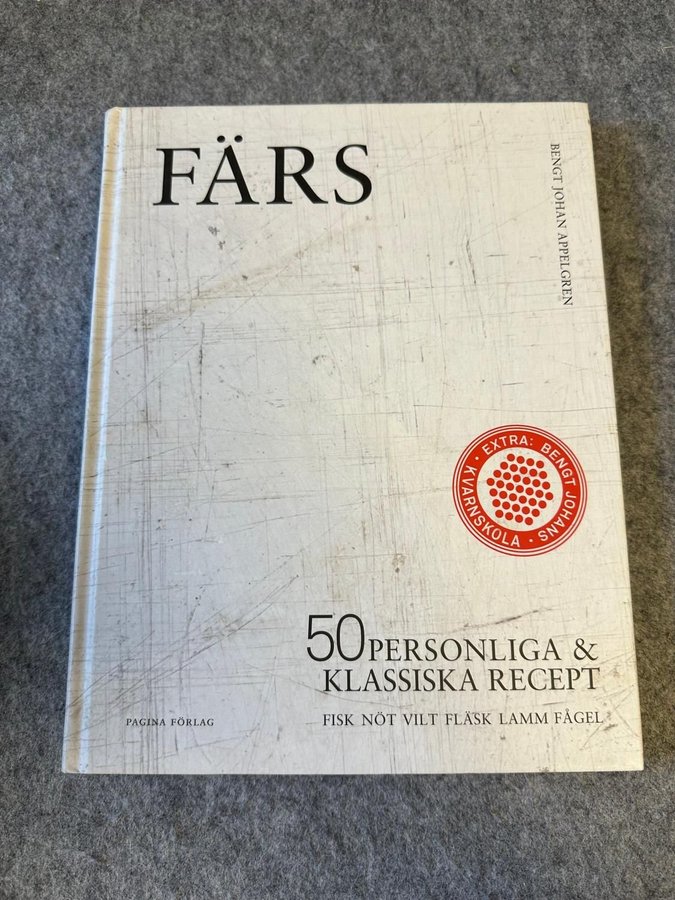 FÄRS
BENGT JOHAN APPELGREN
· EXTRA: BENGT JOHANS ·
KVARNSKOLA
50 PERSONLIGA &
KLASSISKA RECEPT
PAGINA FÖRLAG
FISK NÖT VILT FLÄSK LAMM FÅGEL